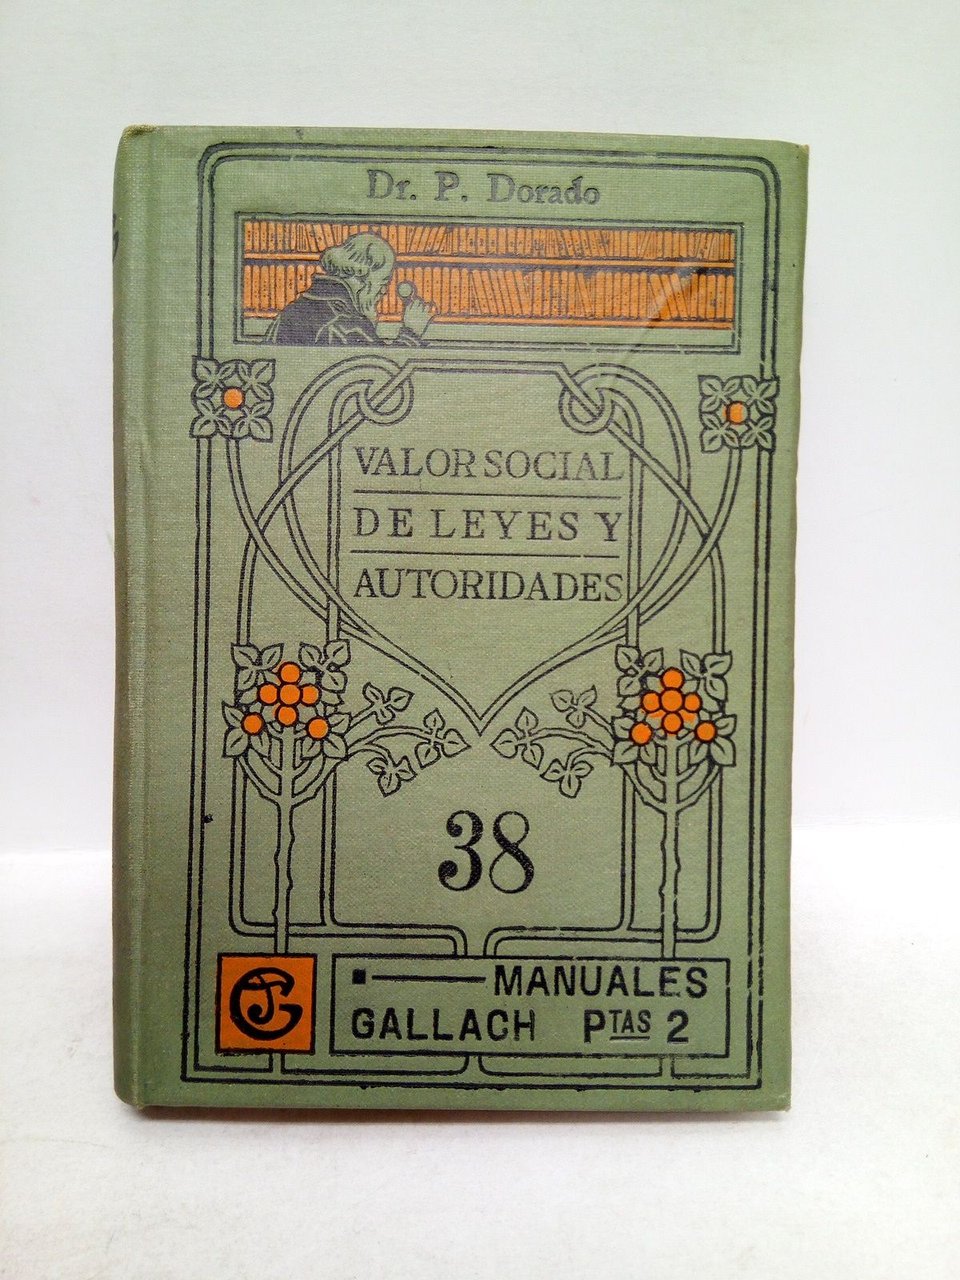 Dr. P. Dorado
VALOR SOCIAL
DE LEYES Y
AUTORIDADES
38
MANUALES
GALLACH PTAS 2